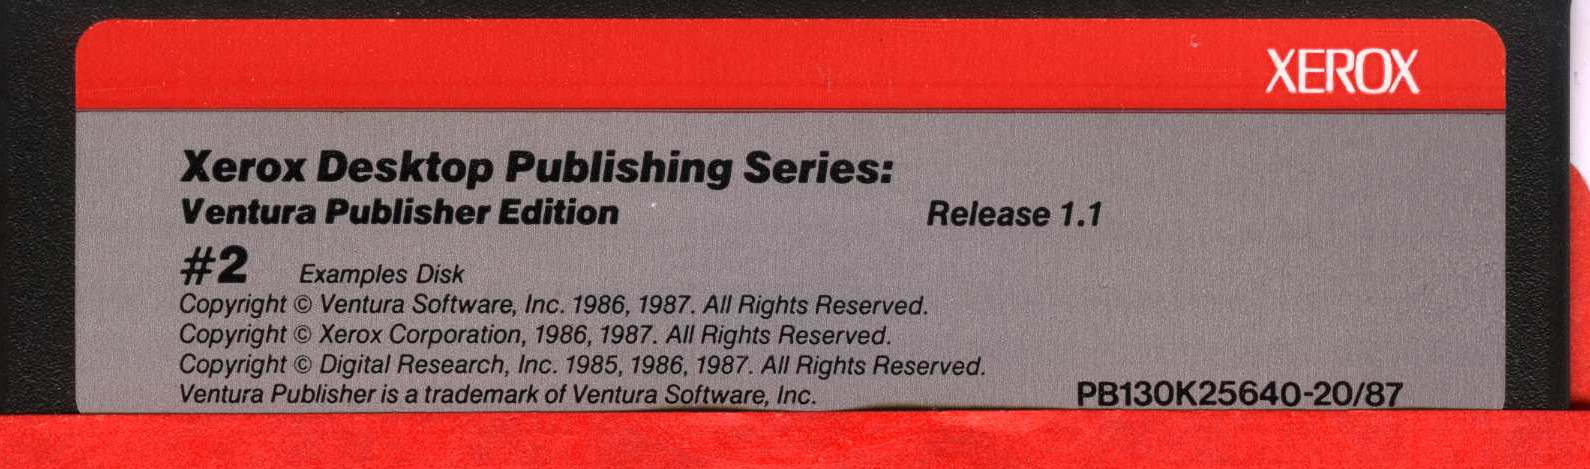 XEROX
Xerox Desktop Publishing Series:
Ventura Publisher Edition Release 1.1
#2 Examples Disk
Copyright © Ventura Software, Inc. 1986, 1987. All Rights Reserved.
Copyright © Xerox Corporation, 1986, 1987. All Rights Reserved.
Copyright © Digital Research, Inc. 1985, 1986, 1987. All Rights Reserved.
Ventura Publisher is a trademark of Ventura Software, Inc. PB130K25640-20/87